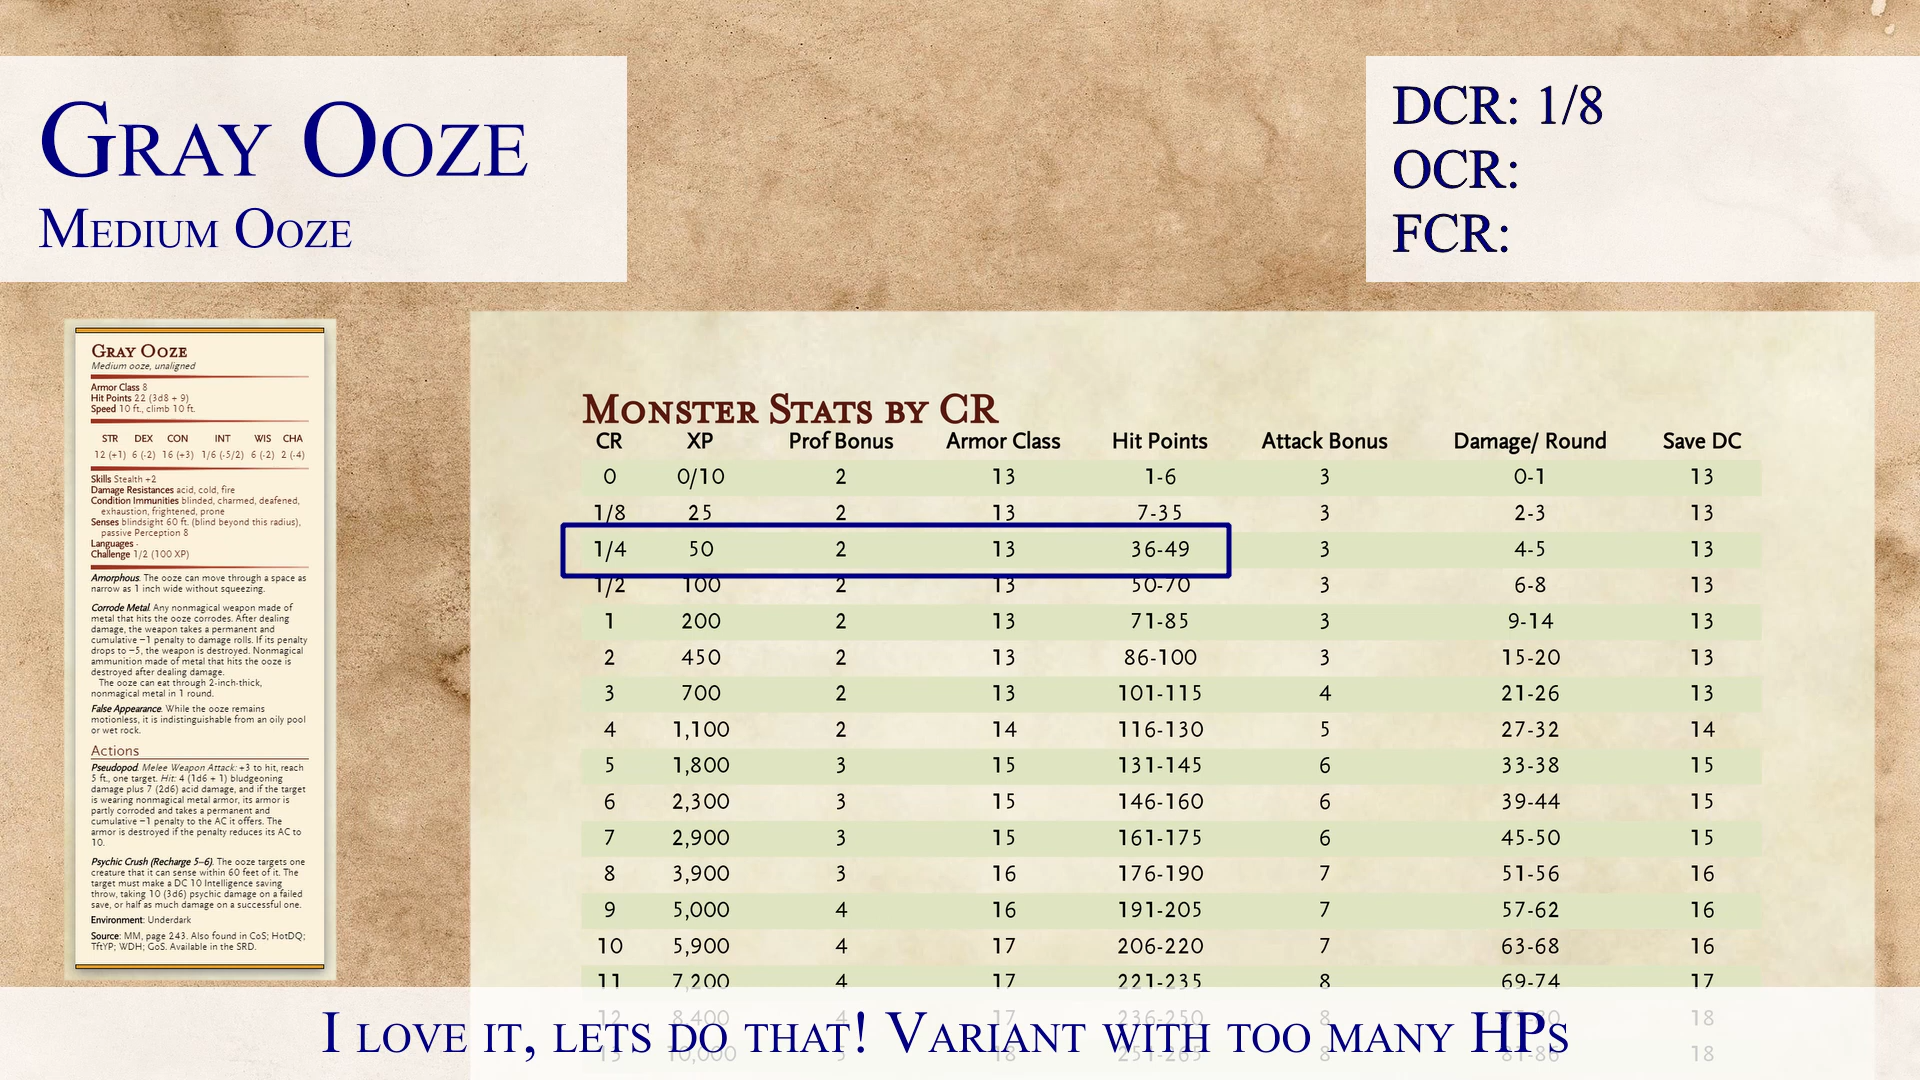 Gray Ooze
Medium Ooze
DCR: 1/8
OCR:
FCR:
Gray Ooze
Medium ooze, unaligned
Armor Class 8
Hit Points 22 (3d8 + 9)
Speed 10 ft., climb 10 ft.
STR DEX CON INT WIS CHA
12 (+1) 6 (-2) 16 (+3) 1/6 (-5/2) 6 (-2) 2 (-4)
Skills Stealth +2
Damage Resistances acid, cold, fire
Condition Immunities blinded, charmed, deafened,
exhaustion, frightened, prone
Senses blindsight 60 ft. (blind beyond this radius),
passive Perception 8
Languages -
Challenge 1/2 (100 XP)
Amorphous. The ooze can move through a space as
narrow as 1 inch wide without squeezing.
Corrode Metal. Any nonmagical weapon made of
metal that hits the ooze corrodes. After dealing
damage, the weapon takes a permanent and
cumulative −1 penalty to damage rolls. If its penalty
drops to −5, the weapon is destroyed. Nonmagical
ammunition made of metal that hits the ooze is
destroyed after dealing damage.
The ooze can eat through 2-inch-thick,
nonmagical metal in 1 round.
False Appearance. While the ooze remains
motionless, it is indistinguishable from an oily pool
or wet rock.
Actions
Pseudopod. Melee Weapon Attack: +3 to hit, reach
5 ft., one target. Hit: 4 (1d6 + 1) bludgeoning
damage plus 7 (2d6) acid damage, and if the target
is wearing nonmagical metal armor, its armor is
partly corroded and takes a permanent and
cumulative −1 penalty to the AC it offers. The
armor is destroyed if the penalty reduces its AC to
10.
Psychic Crush (Recharge 5–6). The ooze targets one
creature that it can sense within 60 feet of it. The
target must make a DC 10 Intelligence saving
throw, taking 10 (3d6) psychic damage on a failed
save, or half as much damage on a successful one.
Environment: Underdark
Source: MM, page 243. Also found in CoS; HotDQ;
TftYP; WDH; GoS. Available in the SRD.
Monster Stats by CR
CR XP Prof Bonus Armor Class Hit Points Attack Bonus Damage/ Round Save DC
0 0/10 2 13 1-6 3 0-1 13
1/8 25 2 13 7-35 3 2-3 13
1/4 50 2 13 36-49 3 4-5 13
1/2 100 2 13 50-70 3 6-8 13
1 200 2 13 71-85 3 9-14 13
2 450 2 13 86-100 3 15-20 13
3 700 2 13 101-115 4 21-26 13
4 1,100 2 14 116-130 5 27-32 14
5 1,800 3 15 131-145 6 33-38 15
6 2,300 3 15 146-160 6 39-44 15
7 2,900 3 15 161-175 6 45-50 15
8 3,900 3 16 176-190 7 51-56 16
9 5,000 4 16 191-205 7 57-62 16
10 5,900 4 17 206-220 7 63-68 16
11 7,200 4 17 221-235 8 69-74 17
12 8,400 4 17 236-250 8 18
13 10,000 5 18 251-265 8 81-86 18
I love it, lets do that! Variant with too many HPs